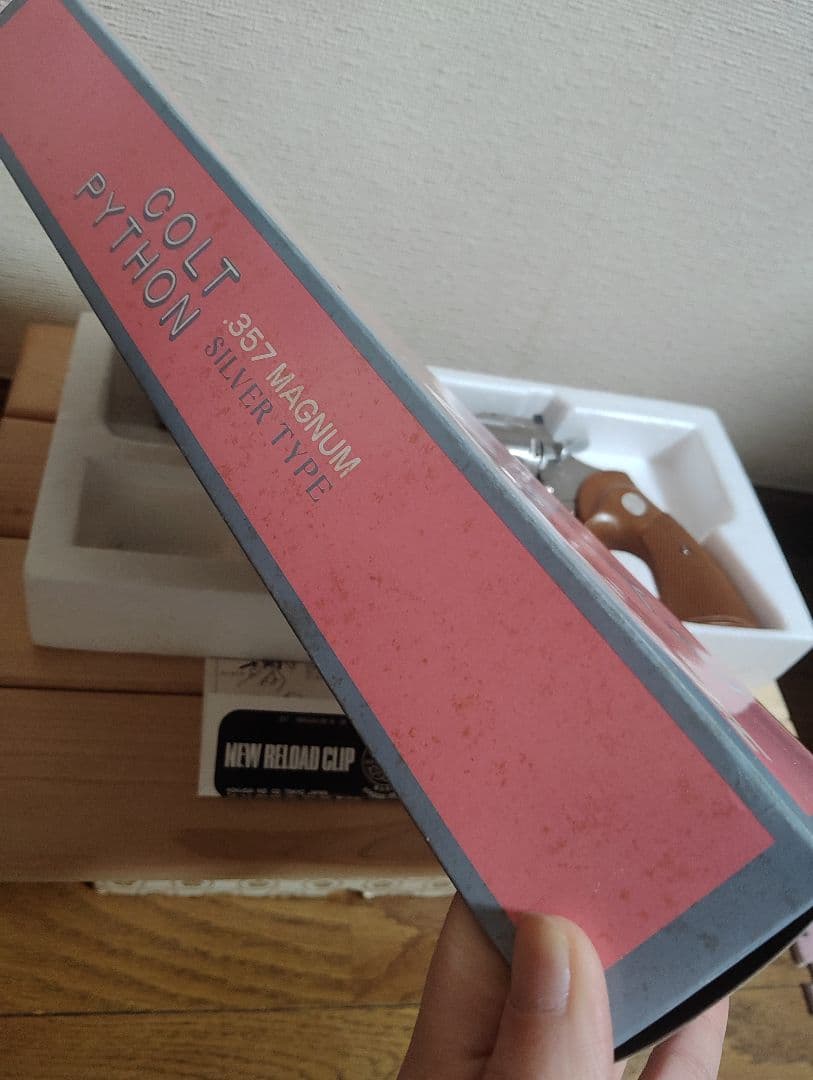 COLT
PYTHON
.357 MAGNUM
SILVER TYPE
NEW RELOAD CLIP